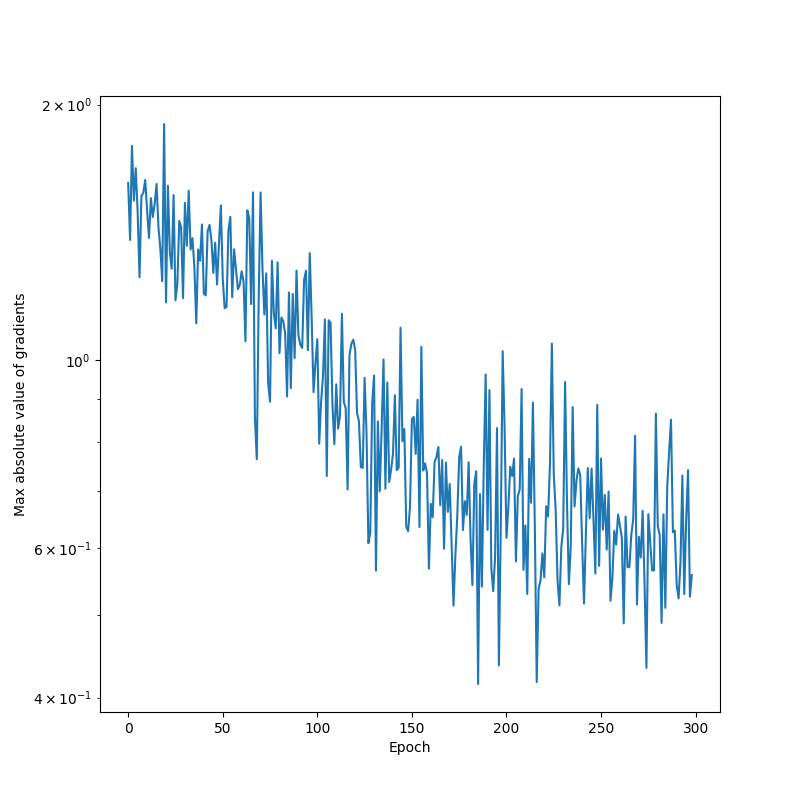 Max absolute value of gradients
2 × 10⁰
10⁰
6 × 10⁻¹
4 × 10⁻¹
0 50 100 150 200 250 300
Epoch